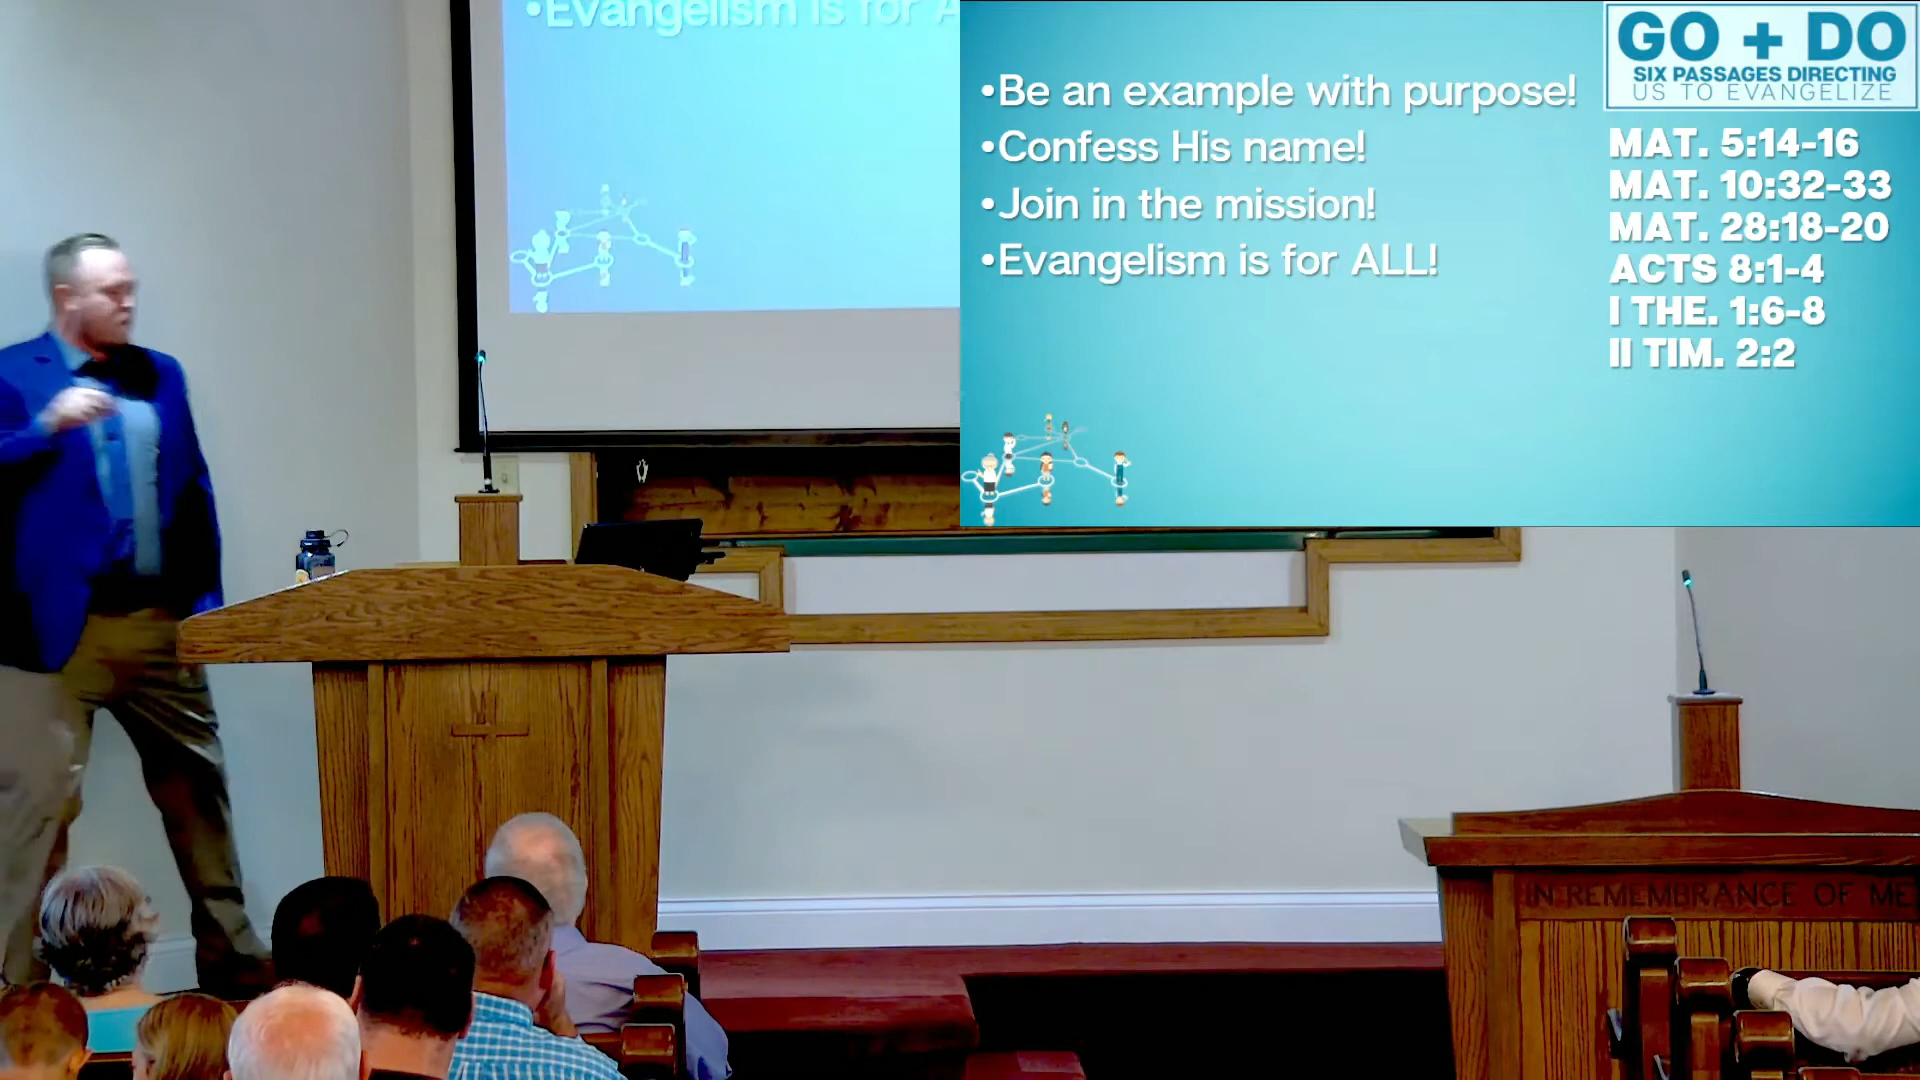 •Evangelism is for A
•Be an example with purpose!
•Confess His name!
•Join in the mission!
•Evangelism is for ALL!
GO + DO
SIX PASSAGES DIRECTING
US TO EVANGELIZE
MAT. 5:14-16
MAT. 10:32-33
MAT. 28:18-20
ACTS 8:1-4
I THE. 1:6-8
II TIM. 2:2
IN REMEMBRANCE OF ME